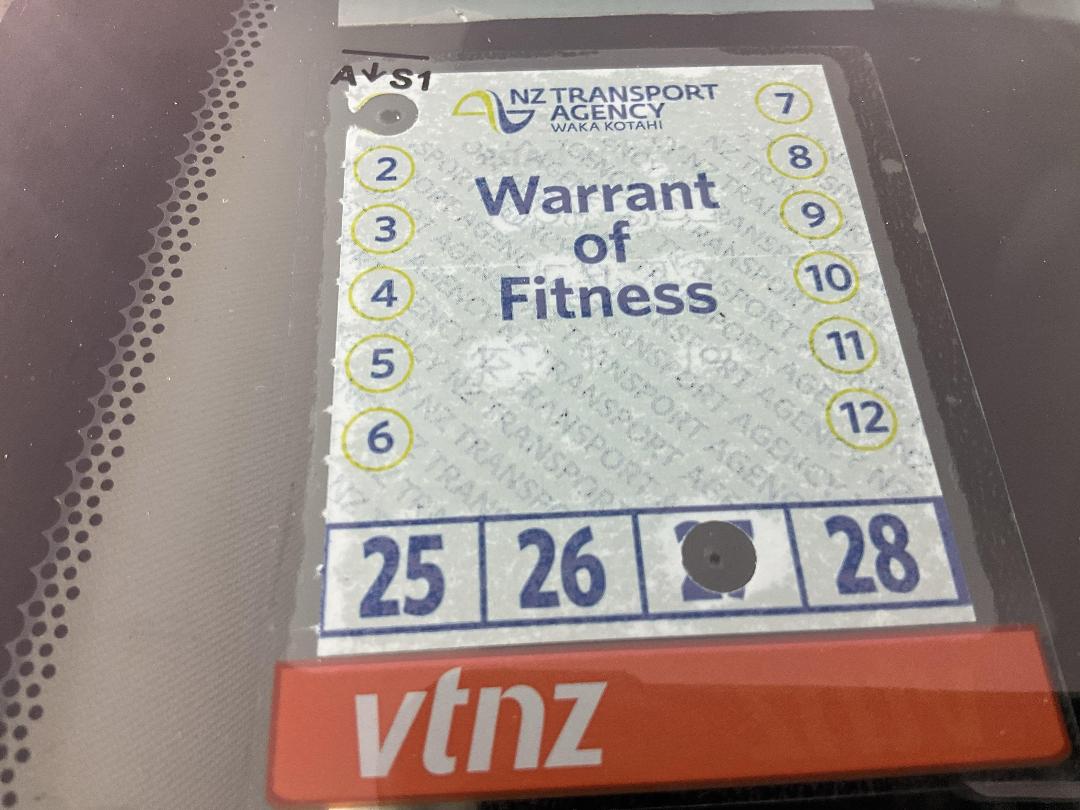 A↓S1
NZ TRANSPORT
AGENCY
WAKA KOTAHI
7
2
8
3
9
4
10
5
11
6
12
Warrant
of
Fitness
25 26 28
vtnz